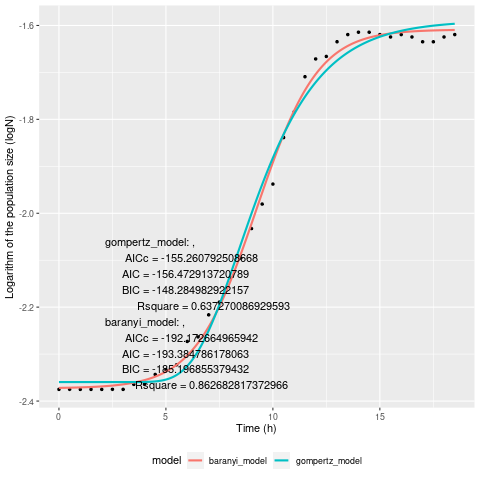 -1.6
-1.8
-2.0
-2.2
-2.4
Logarithm of the population size (logN)
gompertz_model: ,
AICc = -155.260792508668
AIC = -156.472913720789
BIC = -148.284982922157
Rsquare = 0.637270086929593
baranyi_model: ,
AICc = -192.172664965942
AIC = -193.384786178063
BIC = -185.196855379432
Rsquare = 0.862682817372966
0 5 10 15
Time (h)
model baranyi_model gompertz_model